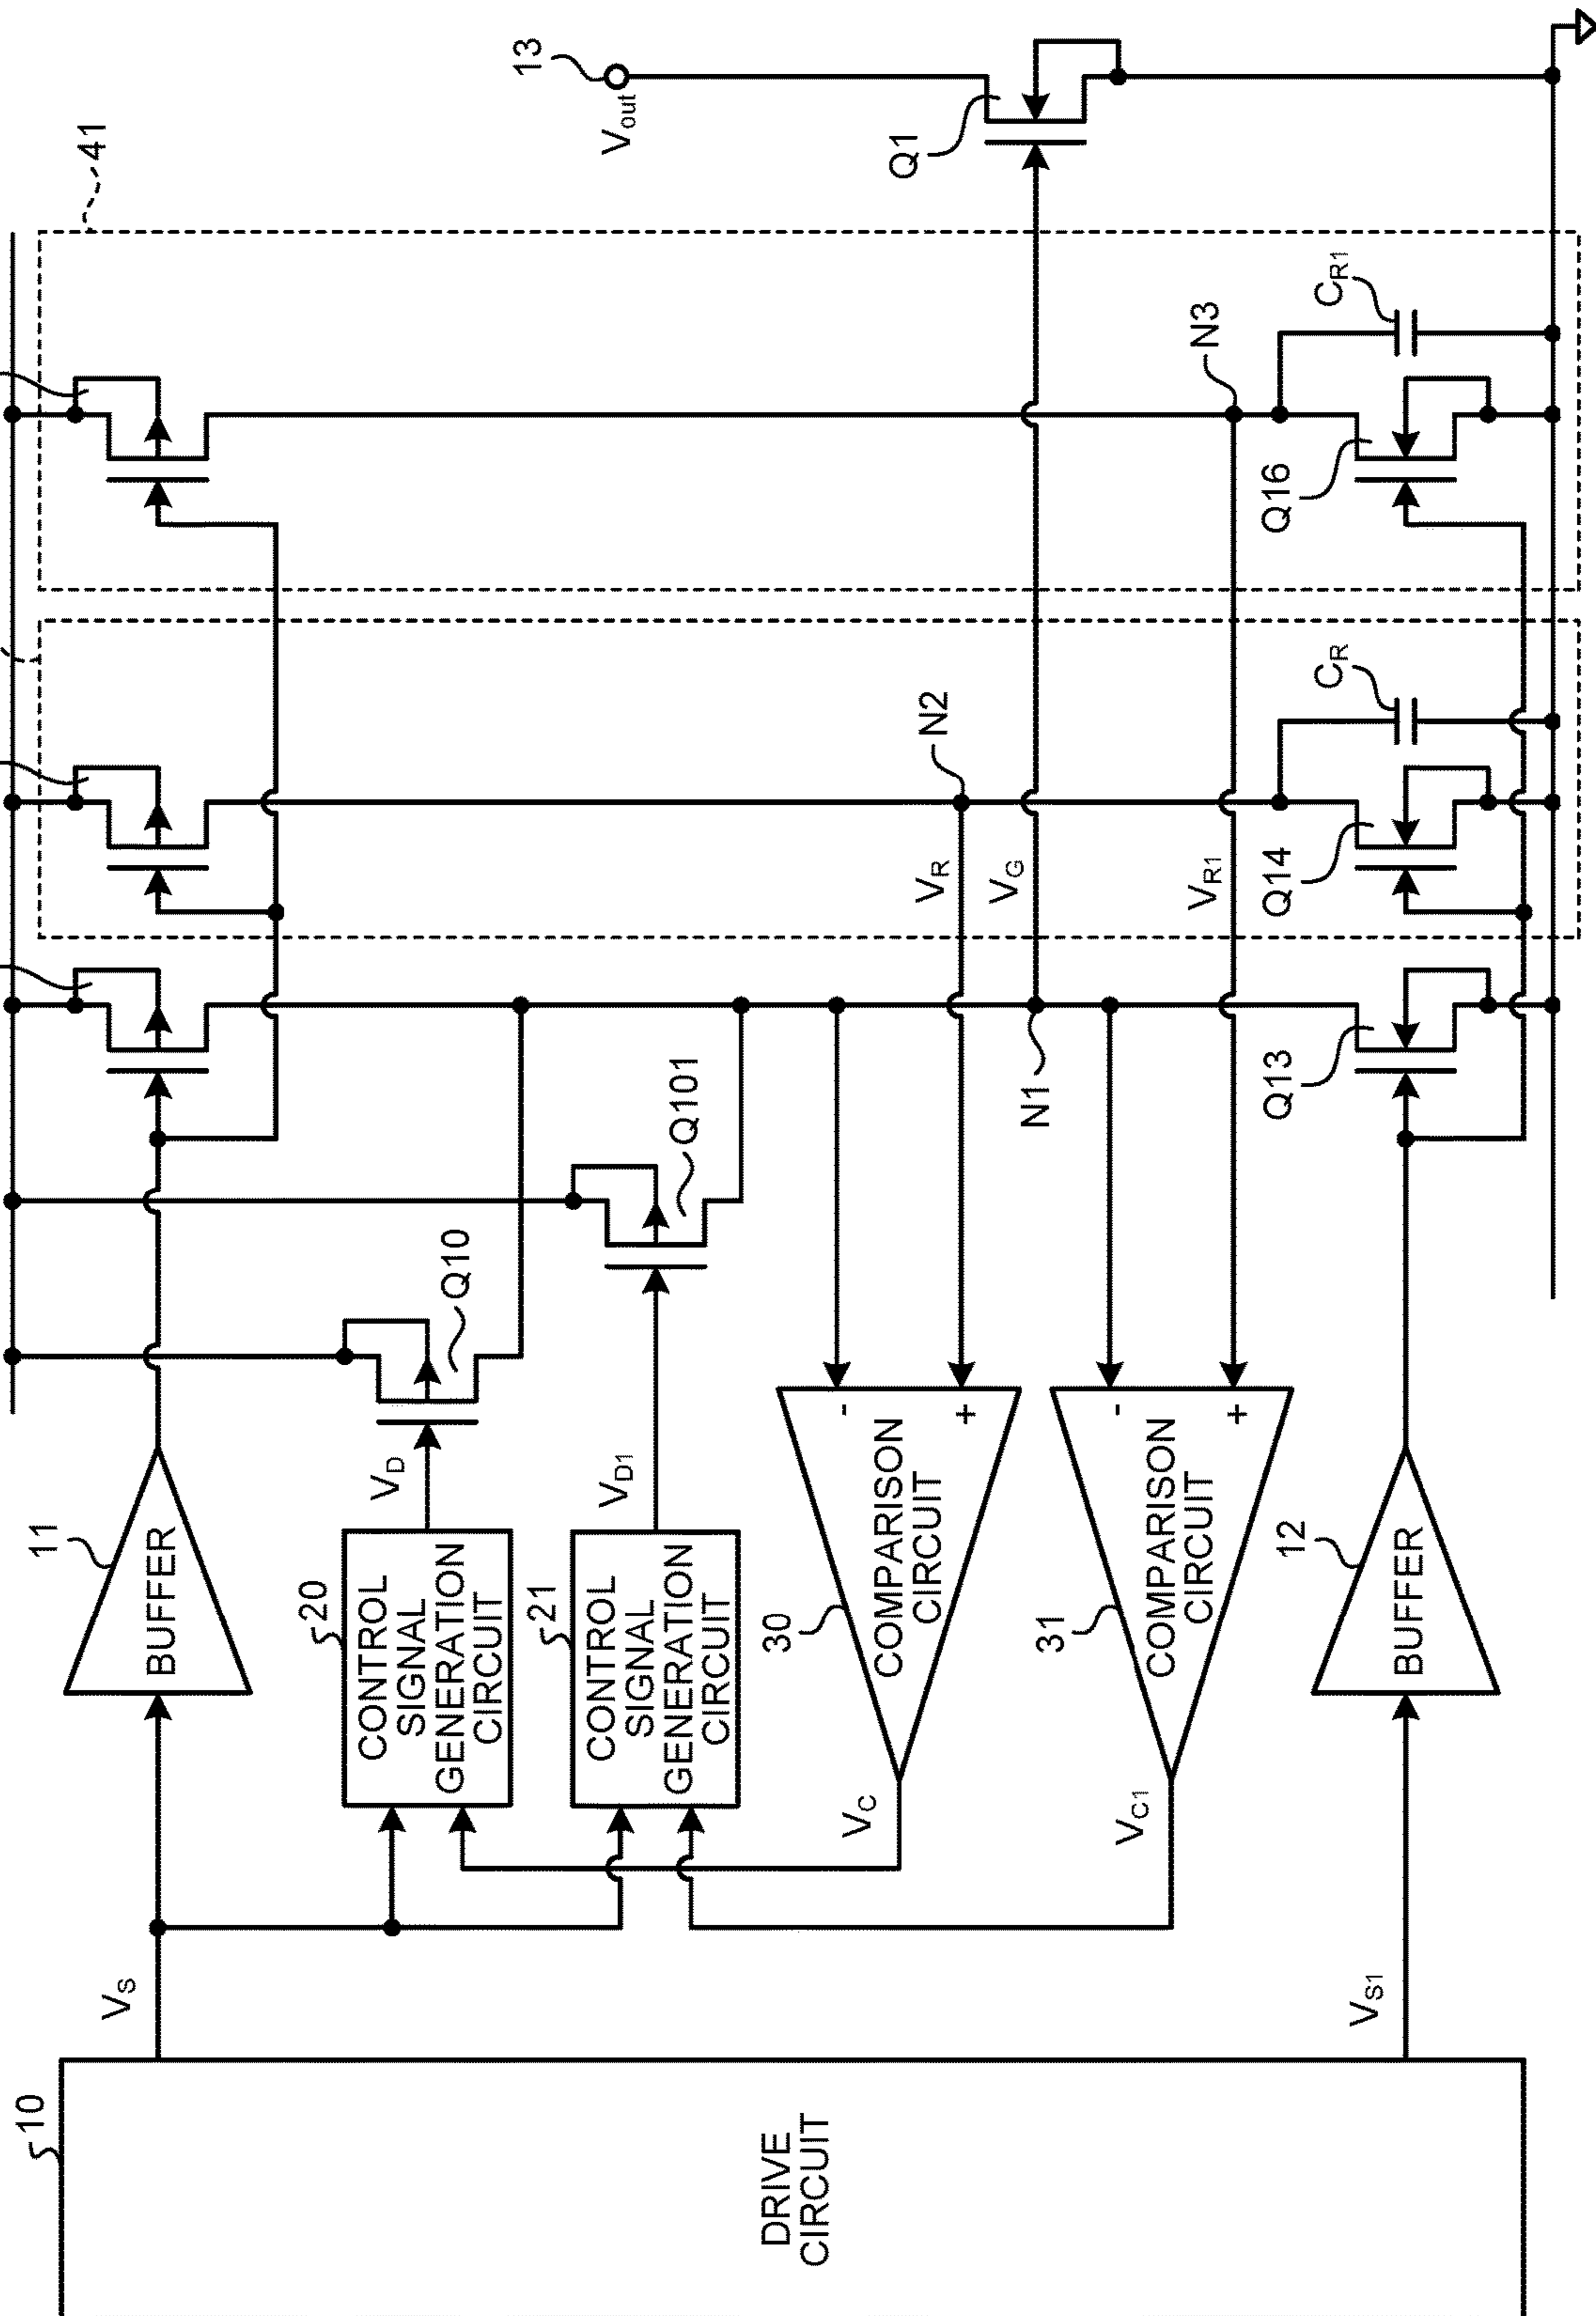 10
DRIVE
CIRCUIT
VS
VS1
11
BUFFER
20
CONTROL
SIGNAL
GENERATION
CIRCUIT
21
CONTROL
SIGNAL
GENERATION
CIRCUIT
VC
VC1
30
COMPARISON
CIRCUIT
-
+
31
COMPARISON
CIRCUIT
-
+
12
BUFFER
VD
Q10
VD1
Q101
N1
Q13
VR
VG
VR1
N2
Q14
CR
41
N3
Q16
CR1
Q1
13
Vout